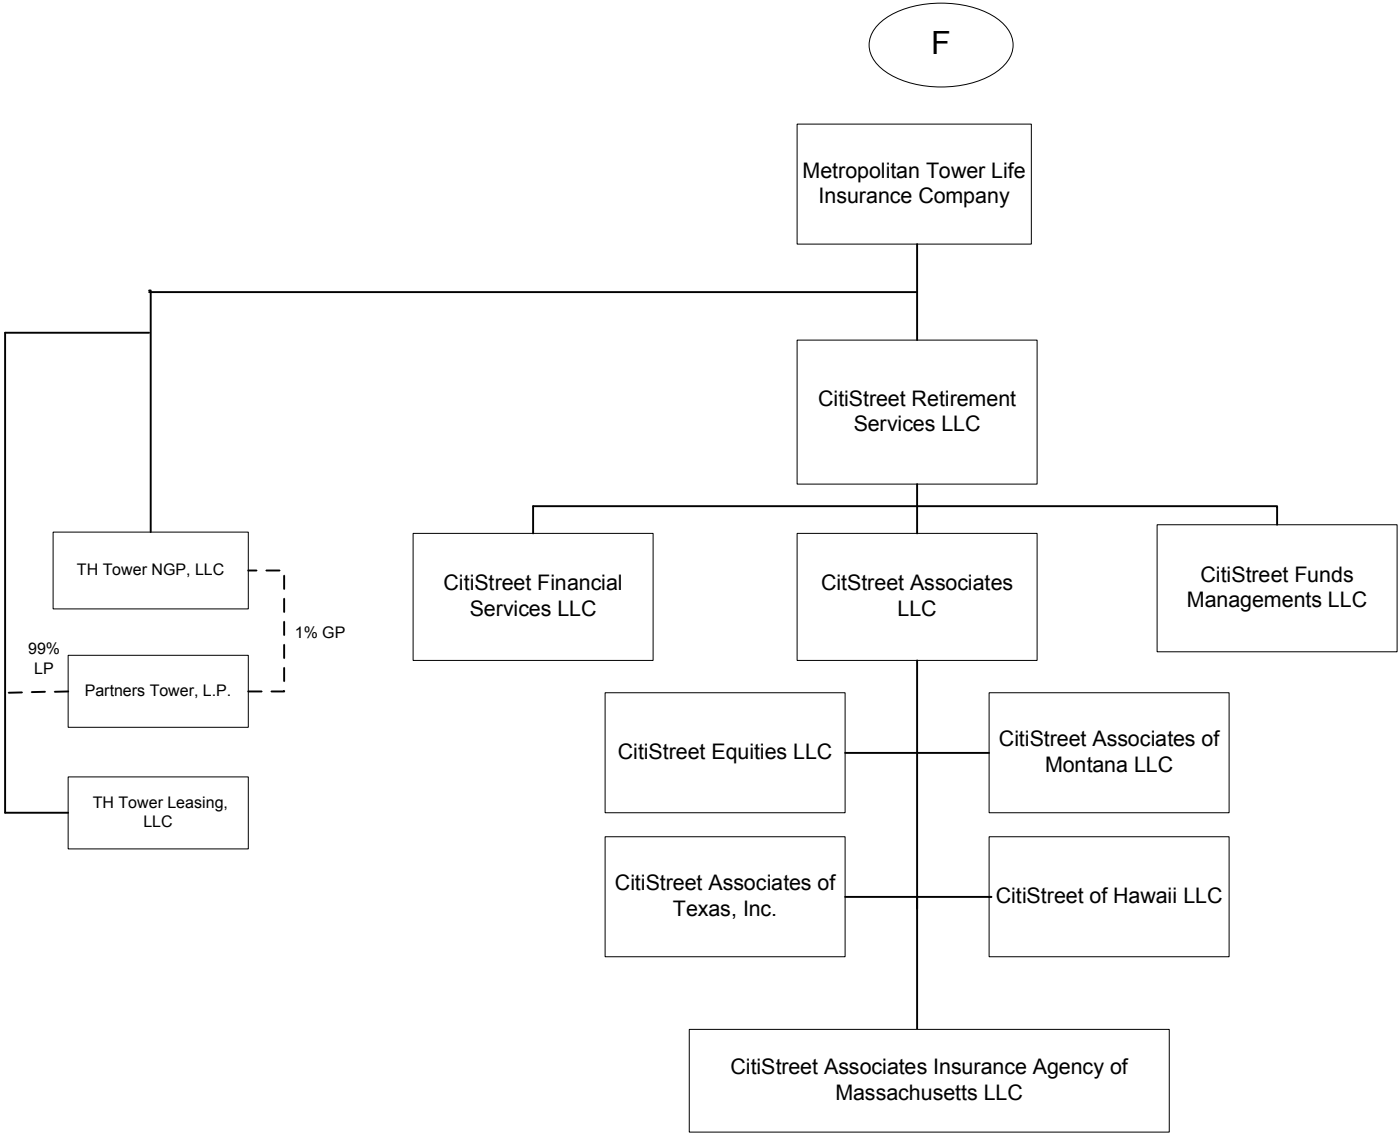 F
Metropolitan Tower Life
Insurance Company
CitiStreet Retirement
Services LLC
TH Tower NGP, LLC
1% GP
99%
LP
Partners Tower, L.P.
TH Tower Leasing,
LLC
CitiStreet Financial
Services LLC
CitStreet Associates
LLC
CitiStreet Funds
Managements LLC
CitiStreet Equities LLC
CitiStreet Associates of
Montana LLC
CitiStreet Associates of
Texas, Inc.
CitiStreet of Hawaii LLC
CitiStreet Associates Insurance Agency of
Massachusetts LLC